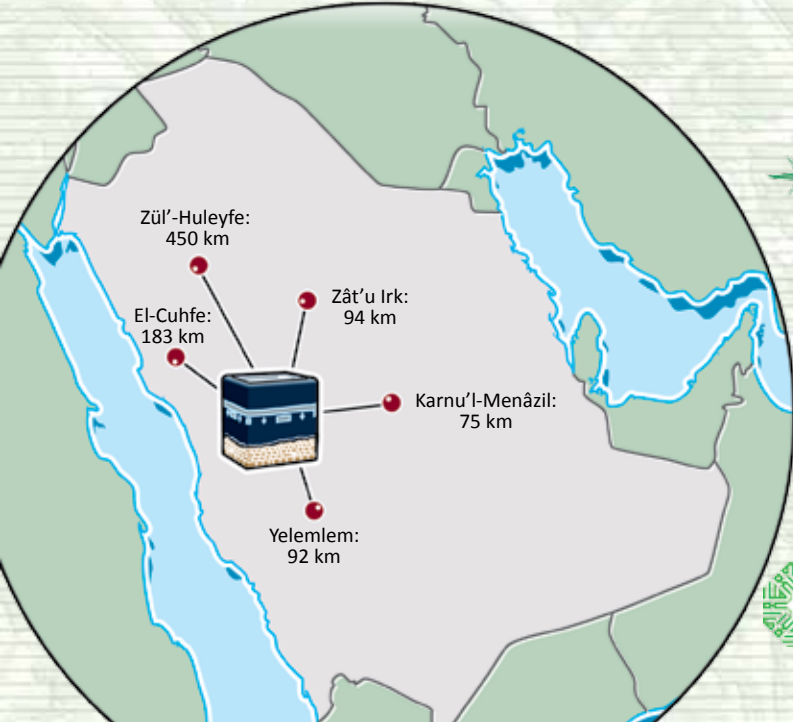 Zül’-Huleyfe:
450 km
Zât’u Irk:
94 km
El-Cuhfe:
183 km
Karnu’l-Menâzil:
75 km
Yelemlem:
92 km